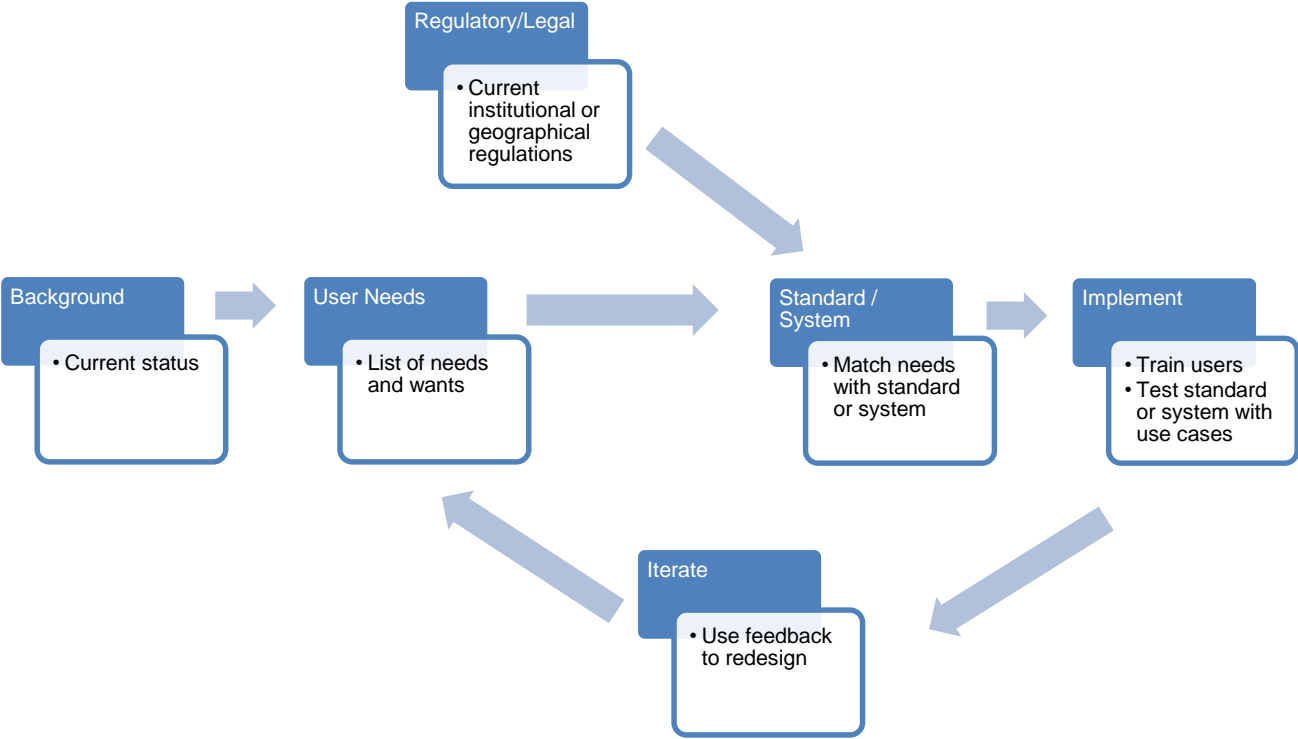 Regulatory/Legal
• Current
institutional or
geographical
regulations
Background
• Current status
User Needs
• List of needs
and wants
Standard /
System
• Match needs
with standard
or system
Implement
• Train users
• Test standard
or system with
use cases
Iterate
• Use feedback
to redesign